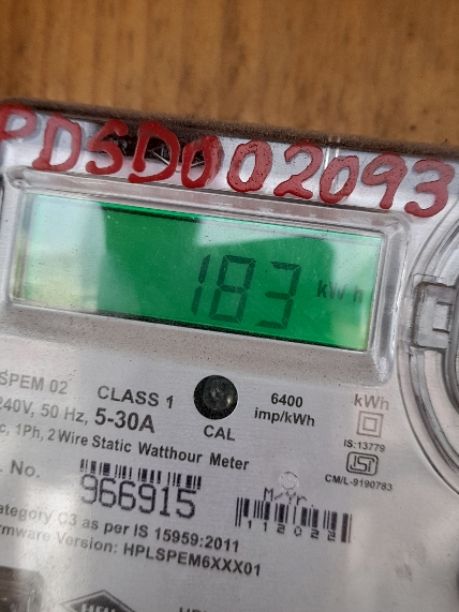 PDSD002093
183 kWh
SPEM 02 CLASS 1 6400 kWh
240V, 50 Hz, 5-30A CAL imp/kWh
IS:13779
c, 1Ph, 2 Wire Static Watthour Meter
CM/L-9190783
. No. 966915 M/Yr.
112022
ategory C3 as per IS 15959:2011
rmware Version: HPLSPEM6XXX01